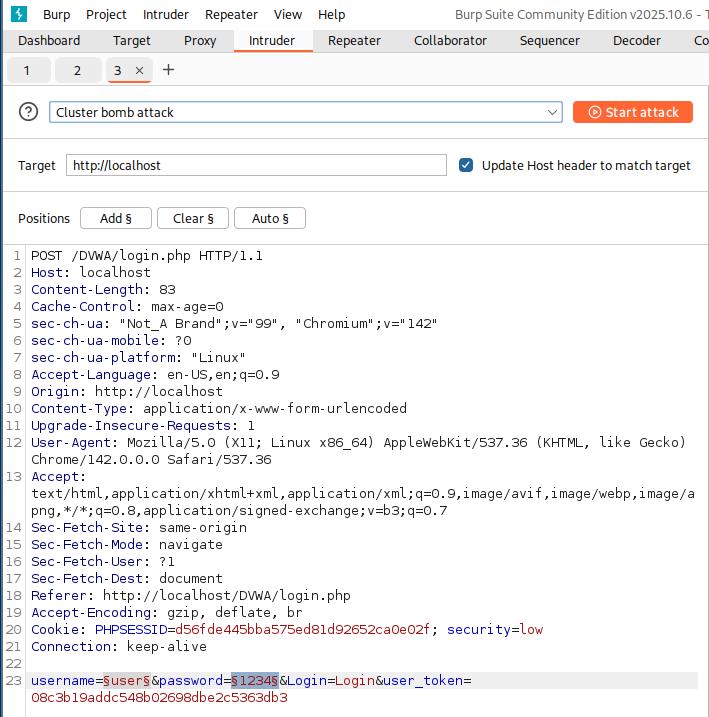 Burp Project Intruder Repeater View Help Burp Suite Community Edition v2025.10.6 - T
Dashboard Target Proxy Intruder Repeater Collaborator Sequencer Decoder Co
1 2 3 × +
? Cluster bomb attack Start attack
Target http://localhost Update Host header to match target
Positions Add § Clear § Auto §
1 POST /DVWA/login.php HTTP/1.1
2 Host: localhost
3 Content-Length: 83
4 Cache-Control: max-age=0
5 sec-ch-ua: "Not_A Brand";v="99", "Chromium";v="142"
6 sec-ch-ua-mobile: ?0
7 sec-ch-ua-platform: "Linux"
8 Accept-Language: en-US,en;q=0.9
9 Origin: http://localhost
10 Content-Type: application/x-www-form-urlencoded
11 Upgrade-Insecure-Requests: 1
12 User-Agent: Mozilla/5.0 (X11; Linux x86_64) AppleWebKit/537.36 (KHTML, like Gecko)
Chrome/142.0.0.0 Safari/537.36
13 Accept:
text/html,application/xhtml+xml,application/xml;q=0.9,image/avif,image/webp,image/a
png,*/*;q=0.8,application/signed-exchange;v=b3;q=0.7
14 Sec-Fetch-Site: same-origin
15 Sec-Fetch-Mode: navigate
16 Sec-Fetch-User: ?1
17 Sec-Fetch-Dest: document
18 Referer: http://localhost/DVWA/login.php
19 Accept-Encoding: gzip, deflate, br
20 Cookie: PHPSESSID=d56fde445bba575ed81d92652ca0e02f; security=low
21 Connection: keep-alive
22
23 username=§user§&password=§1234§&Login=Login&user_token=
08c3b19addc548b02698dbe2c5363db3